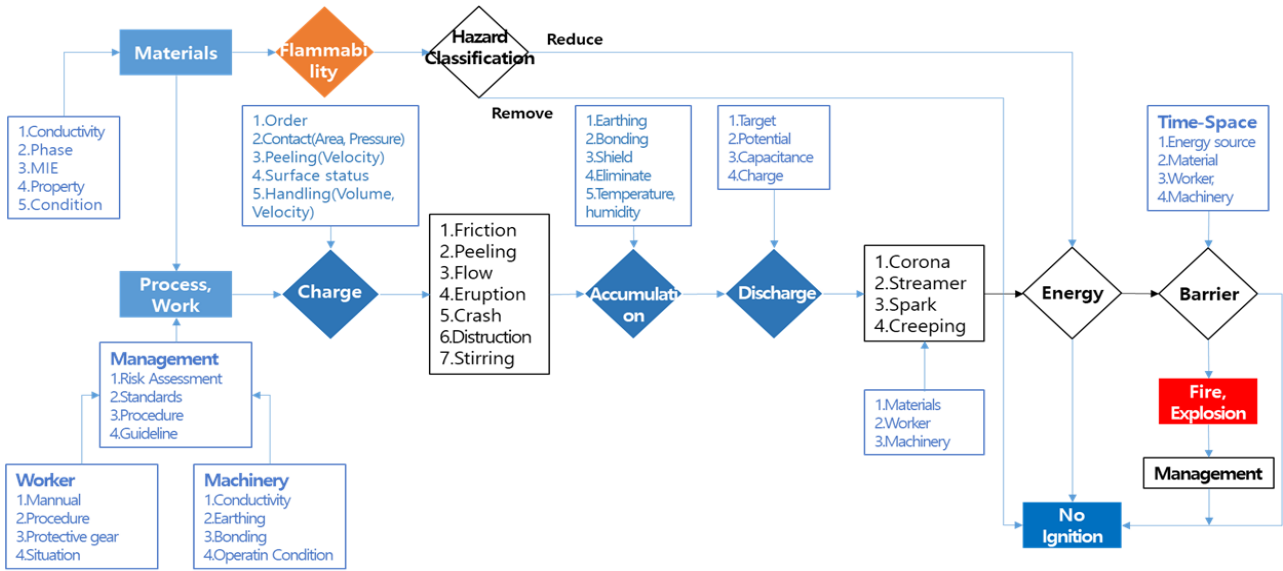 Materials
Flammabi
lity
Hazard
Classification
Reduce
Remove
1.Conductivity
2.Phase
3.MIE
4.Property
5.Condition
1.Order
2.Contact(Area, Pressure)
3.Peeling(Velocity)
4.Surface status
5.Handling(Volume,
Velocity)
1.Earthing
2.Bonding
3.Shield
4.Eliminate
5.Temperature,
humidity
1.Target
2.Potential
3.Capacitance
4.Charge
Time-Space
1.Energy source
2.Material
3.Worker,
4.Machinery
Process,
Work
Charge
1.Friction
2.Peeling
3.Flow
4.Eruption
5.Crash
6.Distruction
7.Stirring
Accumulati
on
Discharge
1.Corona
2.Streamer
3.Spark
4.Creeping
Energy
Barrier
Management
1.Risk Assessment
2.Standards
3.Procedure
4.Guideline
1.Materials
2.Worker
3.Machinery
Fire,
Explosion
Management
Worker
1.Mannual
2.Procedure
3.Protective gear
4.Situation
Machinery
1.Conductivity
2.Earthing
3.Bonding
4.Operatin Condition
No
Ignition